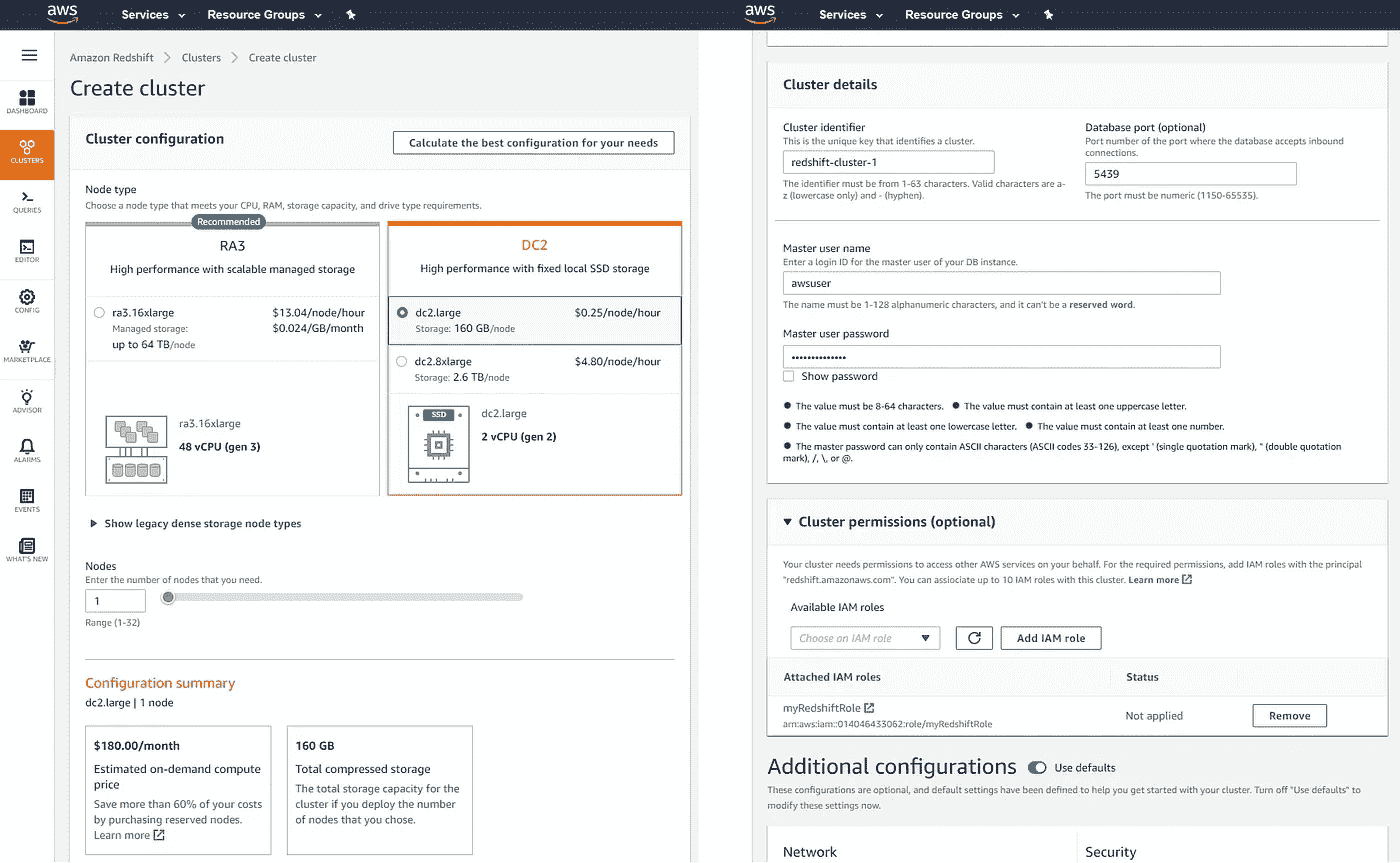 aws
Services
Resource Groups
DASHBOARD
CLUSTERS
QUERIES
EDITOR
CONFIG
MARKETPLACE
ADVISOR
ALARMS
EVENTS
WHAT'S NEW
Amazon Redshift
Clusters
Create cluster
Create cluster
Cluster configuration
Calculate the best configuration for your needs
Node type
Choose a node type that meets your CPU, RAM, storage capacity, and drive type requirements.
Recommended
RA3
High performance with scalable managed storage
ra3.16xlarge
$13.04/node/hour
Managed storage:
$0.024/GB/month
up to 64 TB/node
ra3.16xlarge
48 vCPU (gen 3)
DC2
High performance with fixed local SSD storage
dc2.large
$0.25/node/hour
Storage: 160 GB/node
dc2.8xlarge
$4.80/node/hour
Storage: 2.6 TB/node
SSD
dc2.large
2 vCPU (gen 2)
Show legacy dense storage node types
Nodes
Enter the number of nodes that you need.
1
Range (1-32)
Configuration summary
dc2.large | 1 node
$180.00/month
Estimated on-demand compute
price
Save more than 60% of your costs
by purchasing reserved nodes.
Learn more
160 GB
Total compressed storage
The total storage capacity for the
cluster if you deploy the number
of nodes that you chose.
aws
Services
Resource Groups
Cluster details
Cluster identifier
This is the unique key that identifies a cluster.
redshift-cluster-1
The identifier must be from 1-63 characters. Valid characters are a-
z (lowercase only) and - (hyphen).
Database port (optional)
Port number of the port where the database accepts inbound
connections.
5439
The port must be numeric (1150-65535).
Master user name
Enter a login ID for the master user of your DB instance.
awsuser
The name must be 1-128 alphanumeric characters, and it can't be a reserved word.
Master user password
••••••••••••••
Show password
● The value must be 8-64 characters. ● The value must contain at least one uppercase letter.
● The value must contain at least one lowercase letter. ● The value must contain at least one number.
● The master password can only contain ASCII characters (ASCII codes 33-126), except ' (single quotation mark), " (double quotation
mark), /, \, or @.
Cluster permissions (optional)
Your cluster needs permissions to access other AWS services on your behalf. For the required permissions, add IAM roles with the principal
"redshift.amazonaws.com". You can assiociate up to 10 IAM roles with this cluster. Learn more
Available IAM roles
Choose an IAM role
Add IAM role
Attached IAM roles
Status
myRedshiftRole
arn:aws:iam::014046433062:role/myRedshiftRole
Not applied
Remove
Additional configurations
Use defaults
These configurations are optional, and default settings have been defined to help you get started with your cluster. Turn off "Use defaults" to
modify these settings now.
Network
Security